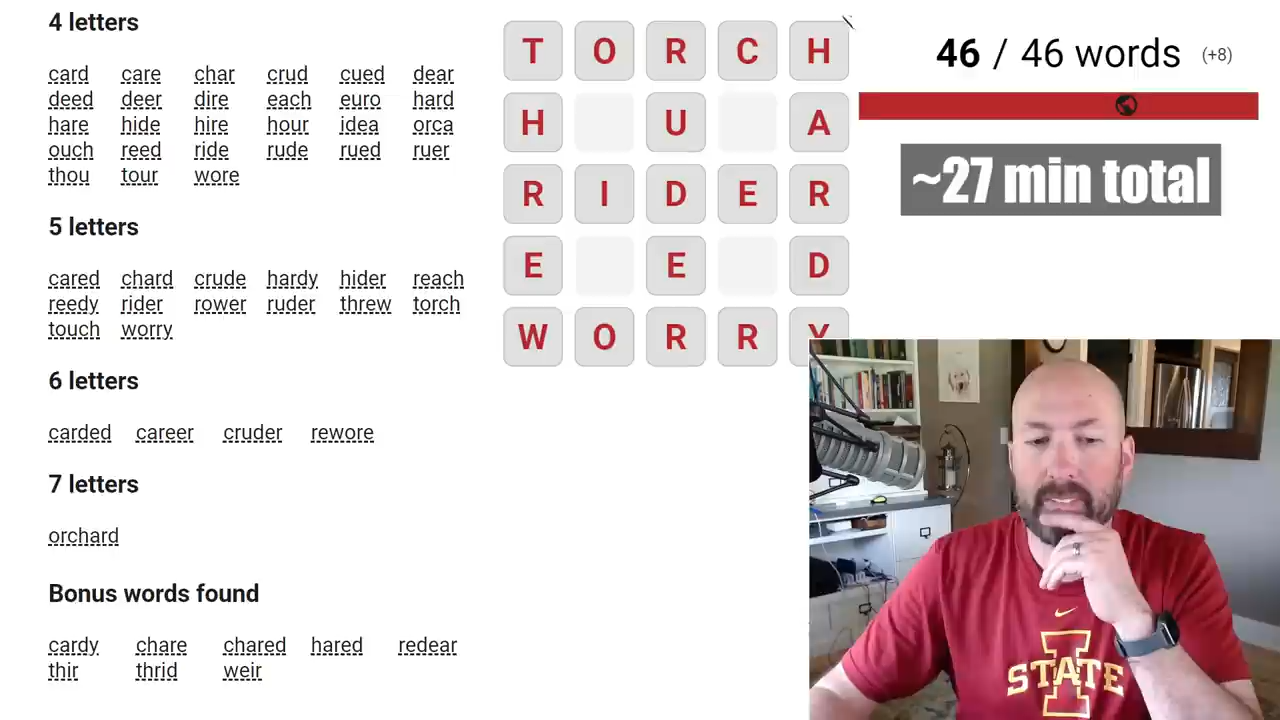 4 letters
card care char crud cued dear
deed deer dire each euro hard
hare hide hire hour idea orca
ouch reed ride rude rued ruer
thou tour wore
5 letters
cared chard crude hardy hider reach
reedy rider rower ruder threw torch
touch worry
6 letters
carded career cruder rewore
7 letters
orchard
Bonus words found
cardy chare chared hared redear
thir thrid weir
T O R C H
H U A
R I D E R
E E D
W O R R Y
46 / 46 words (+8)
~27 min total
I
STATE